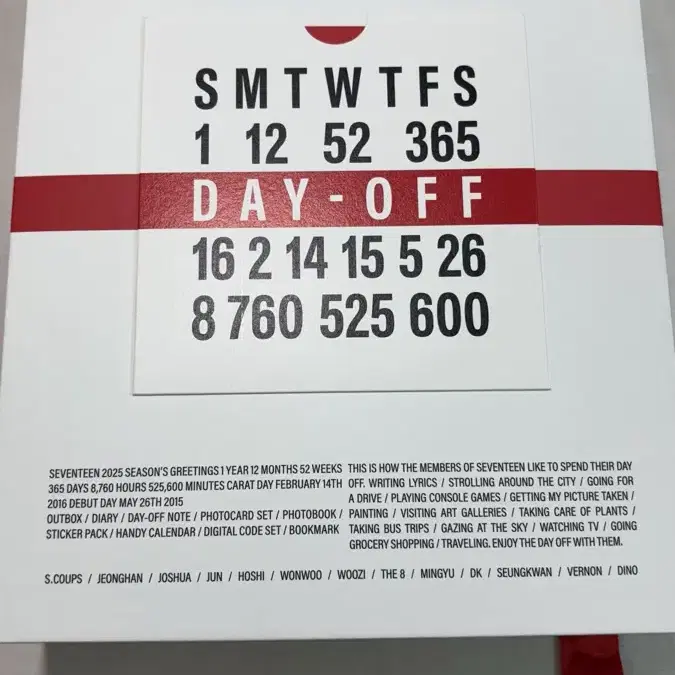 S M T W T F S
1 12 52 365
DAY-OFF
16 2 14 15 5 26
8 760 525 600
SEVENTEEN 2025 SEASON'S GREETINGS 1 YEAR 12 MONTHS 52 WEEKS
365 DAYS 8,760 HOURS 525,600 MINUTES CARAT DAY FEBRUARY 14TH
2016 DEBUT DAY MAY 26TH 2015
OUTBOX / DIARY / DAY-OFF NOTE / PHOTOCARD SET / PHOTOBOOK /
STICKER PACK / HANDY CALENDAR / DIGITAL CODE SET / BOOKMARK
THIS IS HOW THE MEMBERS OF SEVENTEEN LIKE TO SPEND THEIR DAY
OFF. WRITING LYRICS / STROLLING AROUND THE CITY / GOING FOR
A DRIVE / PLAYING CONSOLE GAMES / GETTING MY PICTURE TAKEN /
PAINTING / VISITING ART GALLERIES / TAKING CARE OF PLANTS /
TAKING BUS TRIPS / GAZING AT THE SKY / WATCHING TV / GOING
GROCERY SHOPPING / TRAVELING. ENJOY THE DAY OFF WITH THEM.
S.COUPS / JEONGHAN / JOSHUA / JUN / HOSHI / WONWOO / WOOZI / THE 8 / MINGYU / DK / SEUNGKWAN / VERNON / DINO